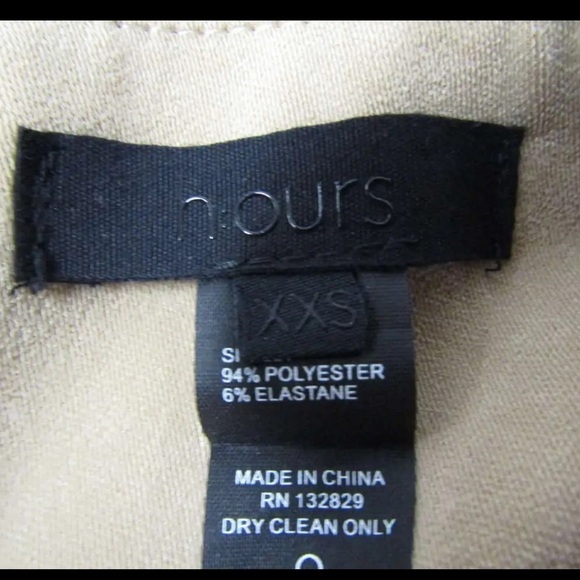 n:ours
XXS
94% POLYESTER
6% ELASTANE
MADE IN CHINA
RN 132829
DRY CLEAN ONLY